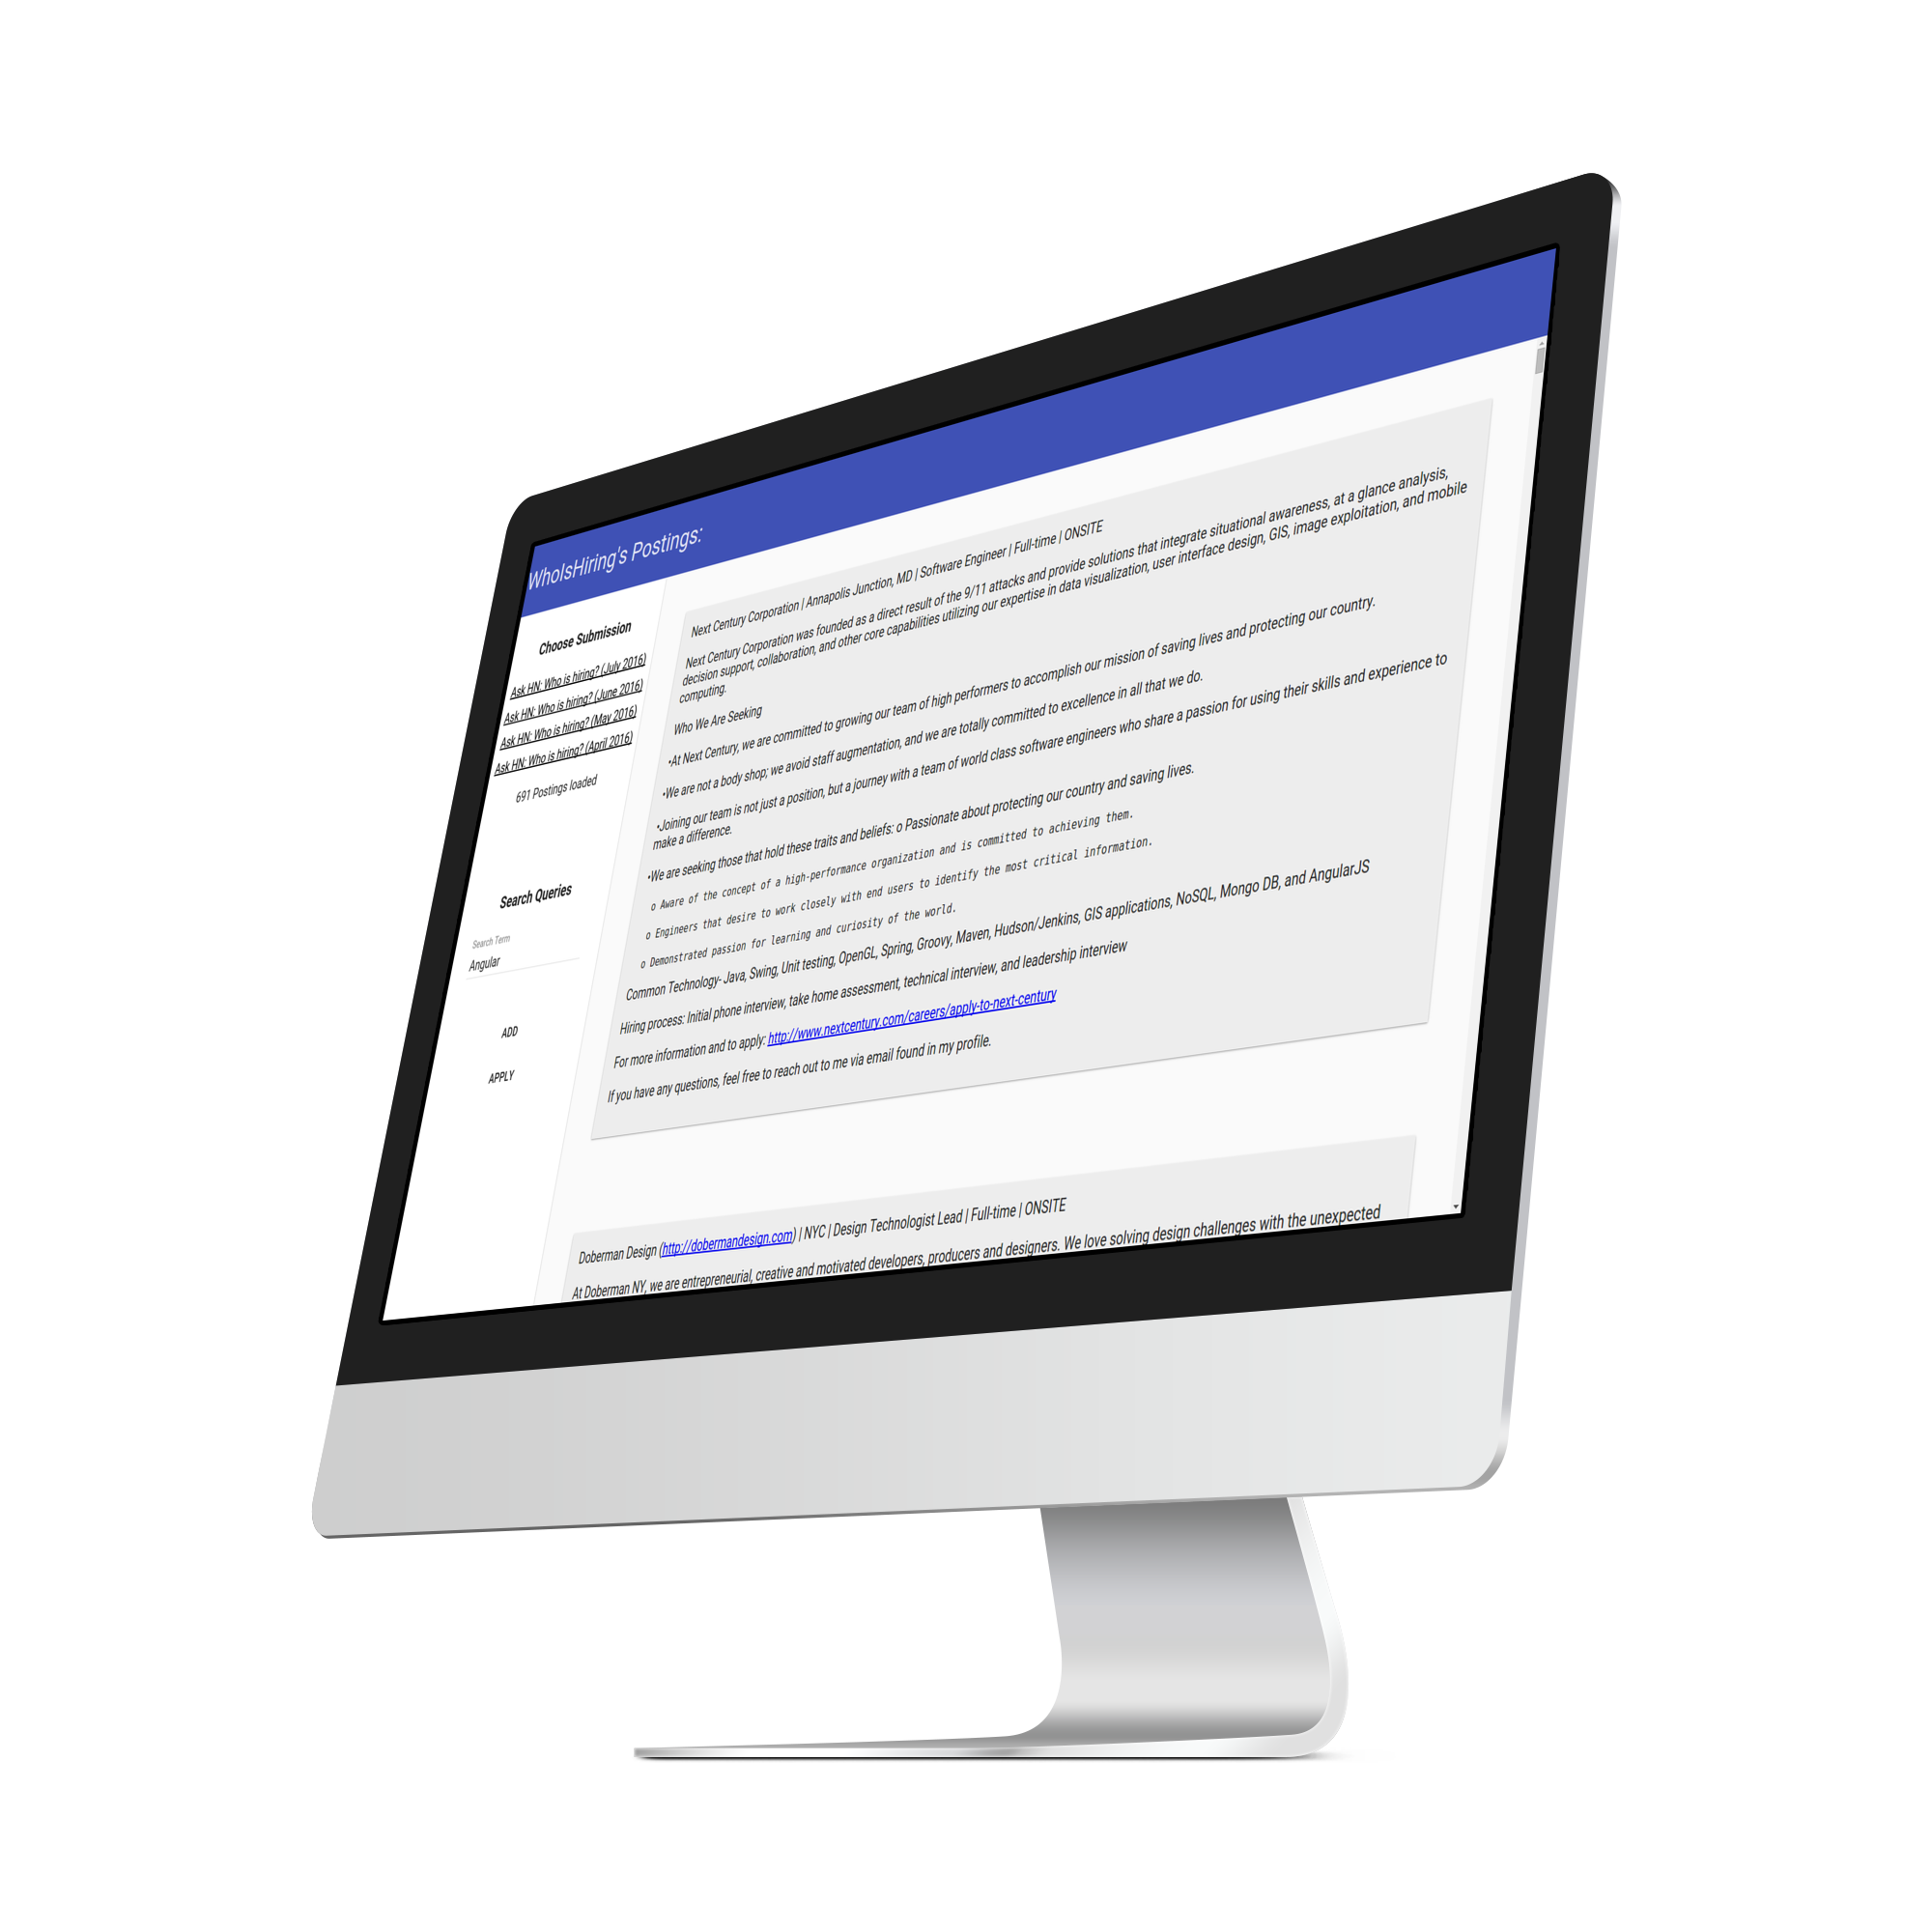 WhoIsHiring's Postings:
Choose Submission
Ask HN: Who is hiring? (July 2016)
Ask HN: Who is hiring? (June 2016)
Ask HN: Who is hiring? (May 2016)
Ask HN: Who is hiring? (April 2016)
691 Postings loaded
Search Queries
Search Term
Angular
ADD
APPLY
Next Century Corporation | Annapolis Junction, MD | Software Engineer | Full-time | ONSITE
Next Century Corporation was founded as a direct result of the 9/11 attacks and provide solutions that integrate situational awareness, at a glance analysis,
decision support, collaboration, and other core capabilities utilizing our expertise in data visualization, user interface design, GIS, image exploitation, and mobile
computing.
Who We Are Seeking
•At Next Century, we are committed to growing our team of high performers to accomplish our mission of saving lives and protecting our country.
•We are not a body shop; we avoid staff augmentation, and we are totally committed to excellence in all that we do.
•Joining our team is not just a position, but a journey with a team of world class software engineers who share a passion for using their skills and experience to
make a difference.
•We are seeking those that hold these traits and beliefs: o Passionate about protecting our country and saving lives.
o Aware of the concept of a high-performance organization and is committed to achieving them.
o Engineers that desire to work closely with end users to identify the most critical information.
o Demonstrated passion for learning and curiosity of the world.
Common Technology- Java, Swing, Unit testing, OpenGL, Spring, Groovy, Maven, Hudson/Jenkins, GIS applications, NoSQL, Mongo DB, and AngularJS
Hiring process: Initial phone interview, take home assessment, technical interview, and leadership interview
For more information and to apply: http://www.nextcentury.com/careers/apply-to-next-century
If you have any questions, feel free to reach out to me via email found in my profile.
Doberman Design (http://dobermandesign.com) | NYC | Design Technologist Lead | Full-time | ONSITE
At Doberman NY, we are entrepreneurial, creative and motivated developers, producers and designers. We love solving design challenges with the unexpected